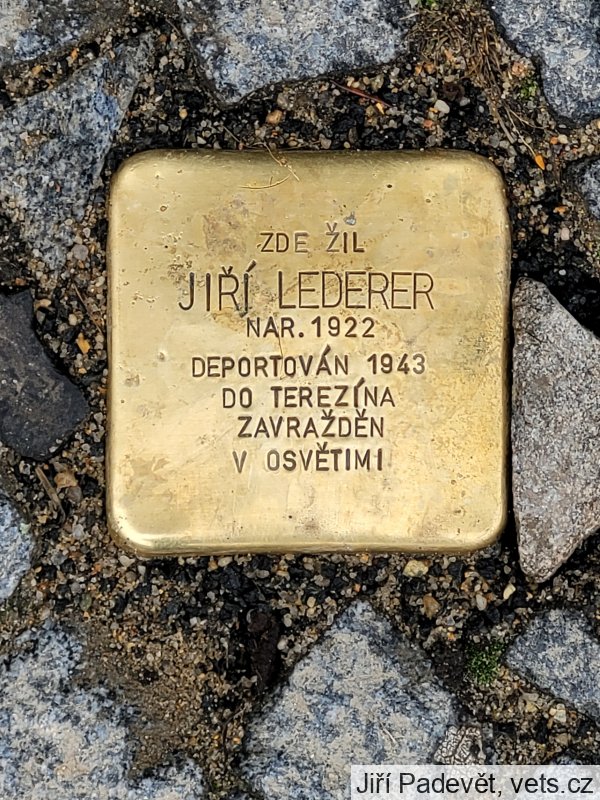 ZDE ŽIL
JIŘÍ LEDERER
NAR. 1922
DEPORTOVÁN 1943
DO TEREZÍNA
ZAVRAŽDĚN
V OSVĚTIMI
Jiří Padevět, vets.cz